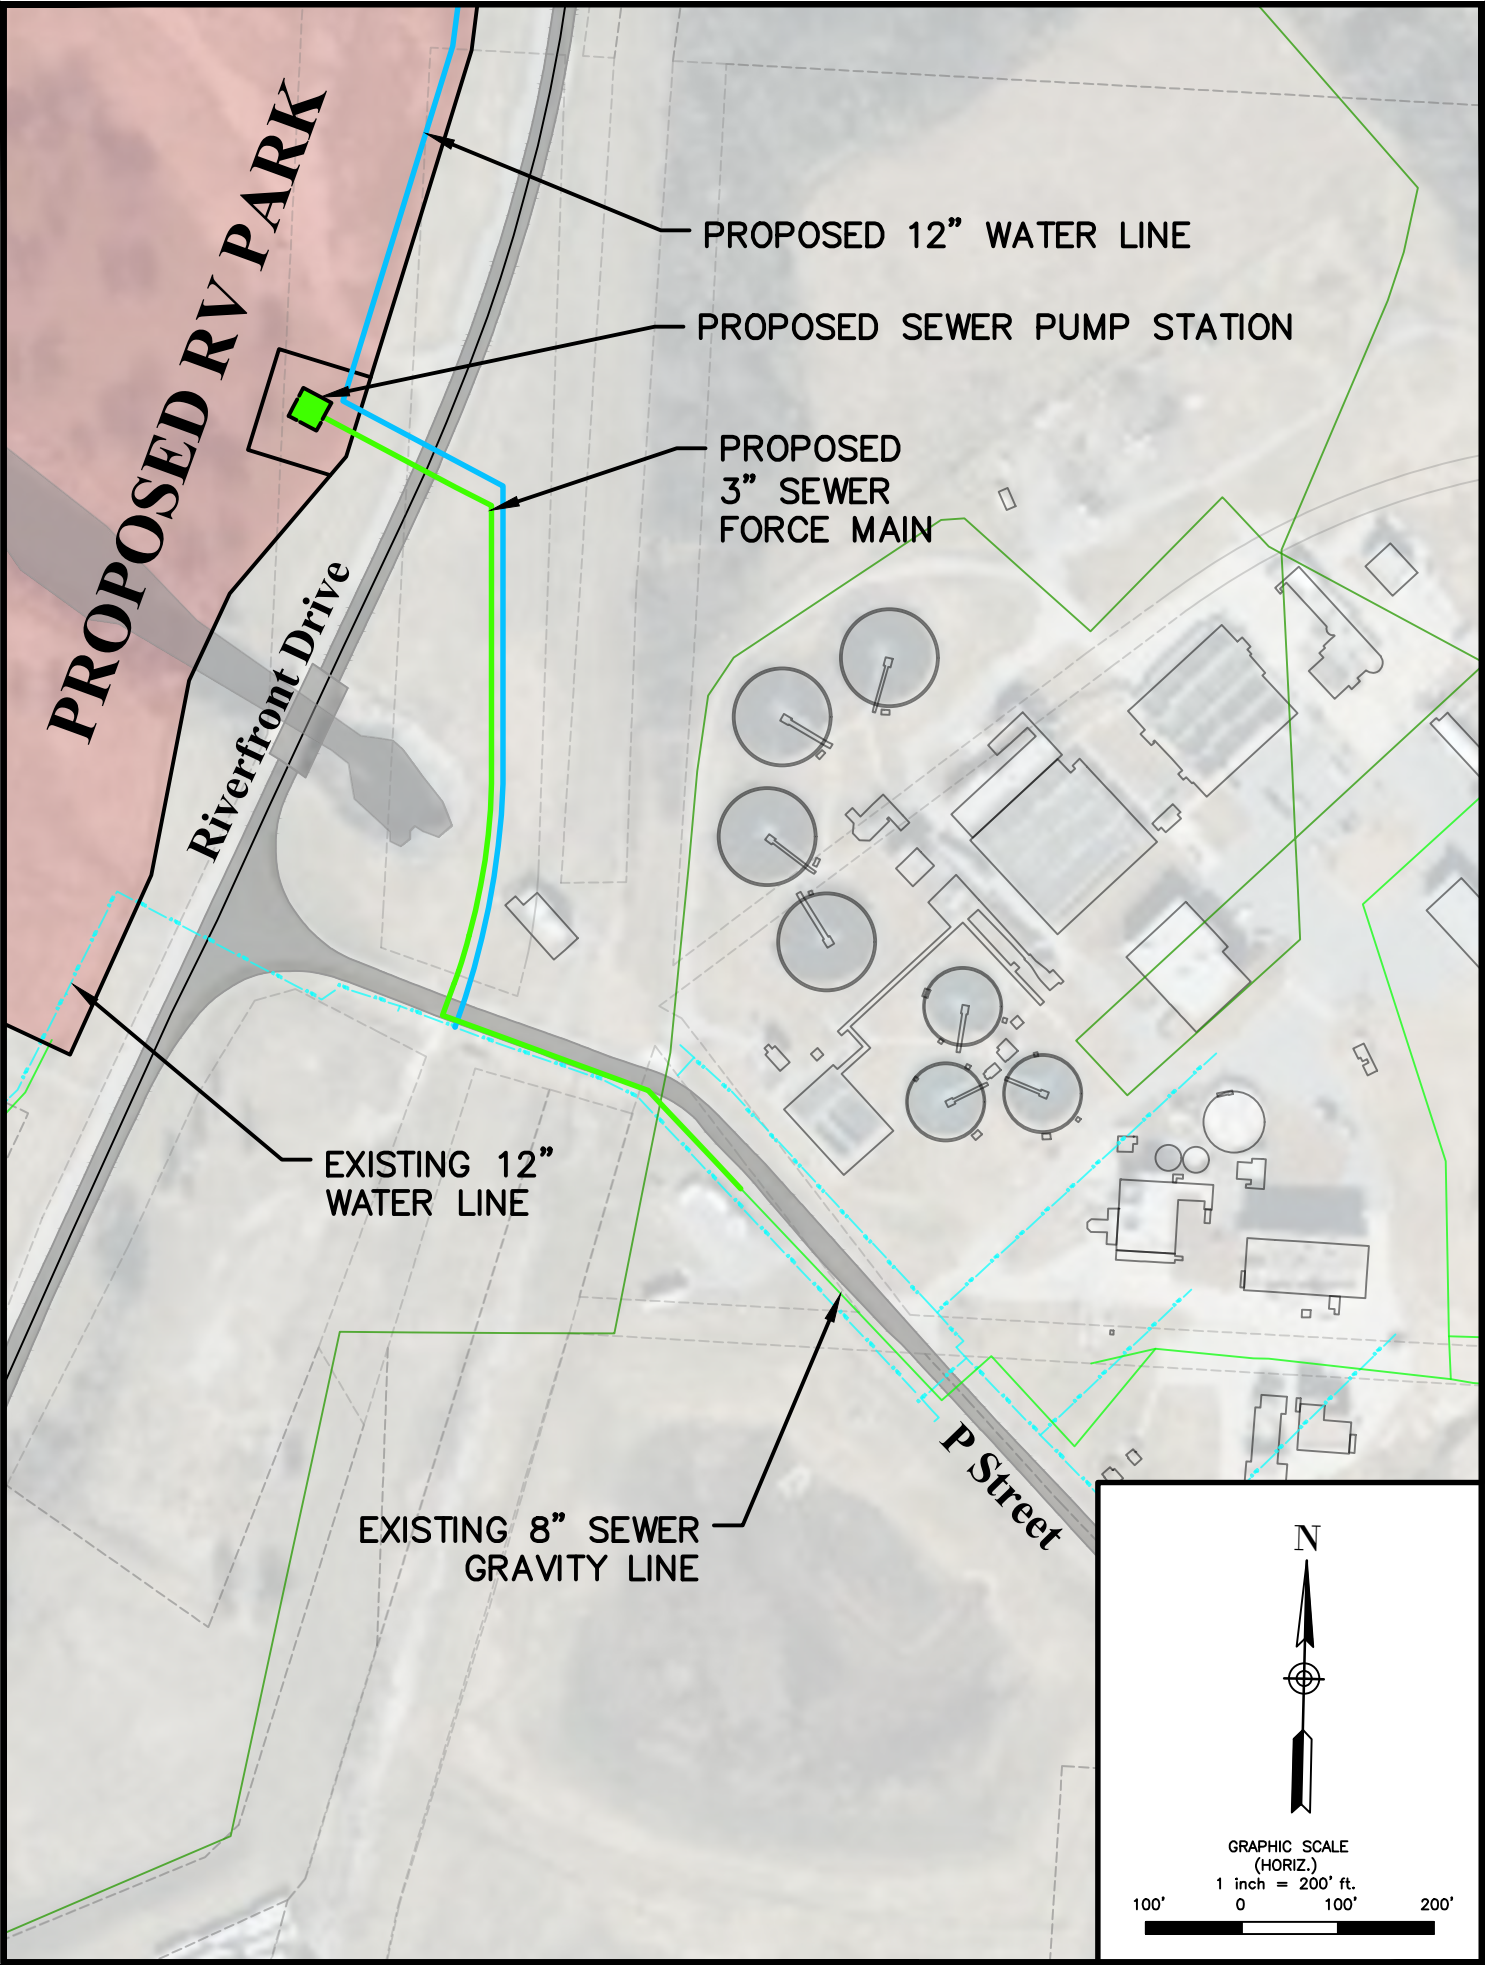 PROPOSED RV PARK
PROPOSED 12” WATER LINE
PROPOSED SEWER PUMP STATION
PROPOSED
3” SEWER
FORCE MAIN
Riverfront Drive
EXISTING 12”
WATER LINE
P Street
EXISTING 8” SEWER
GRAVITY LINE
N
GRAPHIC SCALE
(HORIZ.)
1 inch = 200' ft.
100' 0 100' 200'